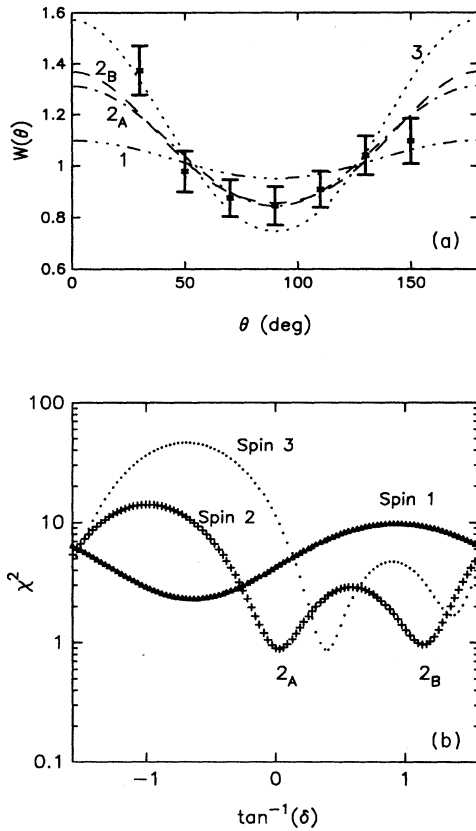 1.6
1.4
1.2
1.0
0.8
0.6
W(θ)
2B
2A
1
3
(a)
0 50 100 150
θ (deg)
100
10
1
0.1
χ²
Spin 3
Spin 2
Spin 1
2A
2B
(b)
−1 0 1
tan⁻¹(δ)